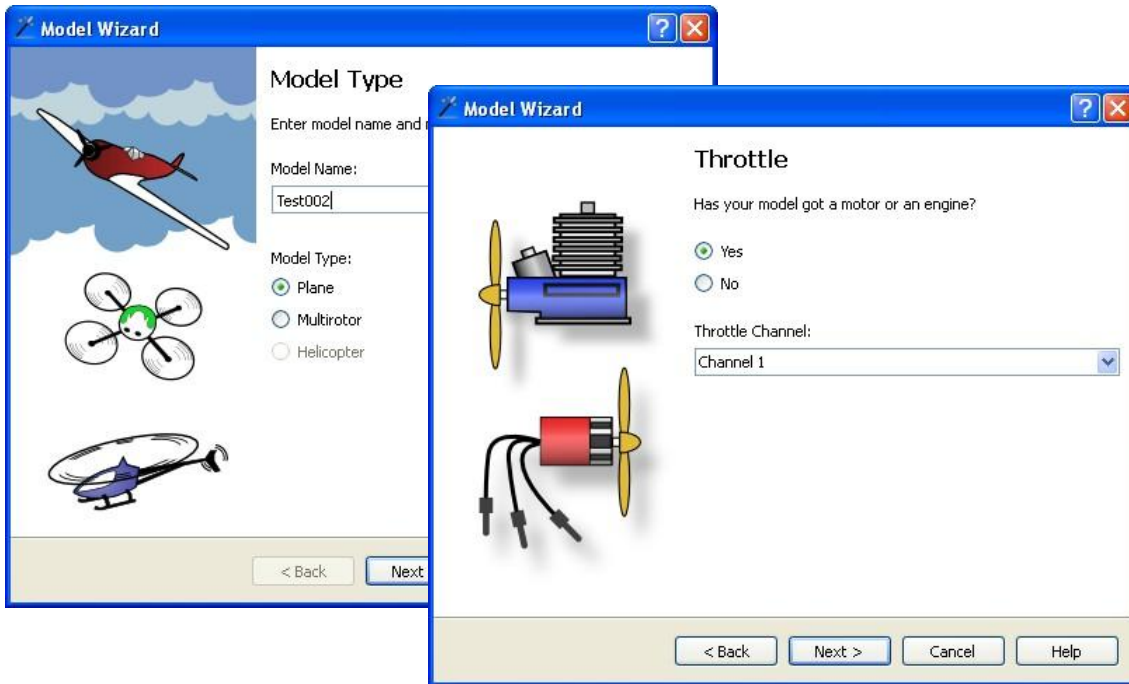 Model Wizard
Model Type
Enter model name and
Model Name:
Test002
Model Type:
Plane
Multirotor
Helicopter
< Back
Next
Model Wizard
Throttle
Has your model got a motor or an engine?
Yes
No
Throttle Channel:
Channel 1
< Back
Next >
Cancel
Help